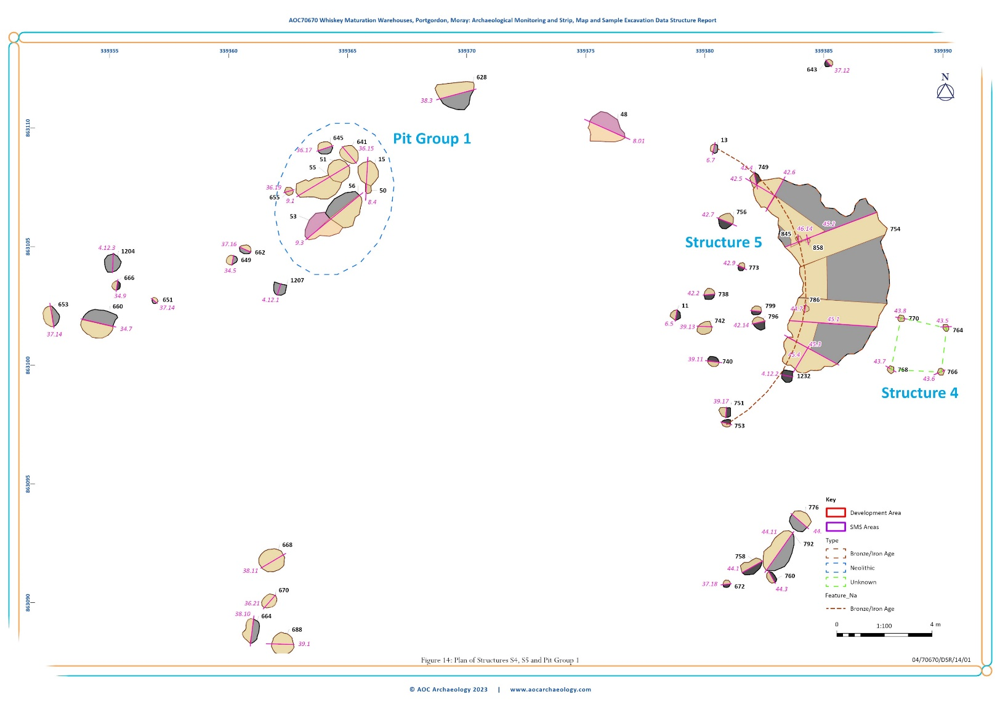 AOC70670 Whiskey Maturation Warehouses, Portgordon, Moray: Archaeological Monitoring and Strip, Map and Sample Excavation Data Structure Report
339355 339360 339365 339370 339375 339380 339385 339390
643 37.12
N
628
38.3
863110
48
8.01
Pit Group 1
645 641
36.17 36.15
51 15
55
56 50
36.19
655 9.1 8.4
53
9.3
13
6.7
42.4 749 42.6
42.5
42.7 756
45.2
46.14
845 754
858
Structure 5
863105
4.12.3 1204
37.16 662
649
34.5
666
34.9
1207
4.12.1
653 660 651
37.14
37.14 34.7
42.9 773
42.2 738
786
11 799 44.7
796
6.5 39.13 742 42.14 45.1
43.8 770 43.5
764
45.3
863100
39.11 740 45.4
43.7 768 766
43.6
4.12.2 1232
Structure 4
39.17 751
753
863095
776
44.11 44.
792
758
44.1
760
37.18 672
44.3
668
38.11
863090
670
36.21
38.10 664
688
39.1
Key
Development Area
SMS Areas
Type
Bronze/Iron Age
Neolithic
Unknown
Feature_Na
Bronze/Iron Age
0 1:100 4 m
Figure 14: Plan of Structures S4, S5 and Pit Group 1
04/70670/DSR/14/01
© AOC Archaeology 2023 | www.aocarchaeology.com